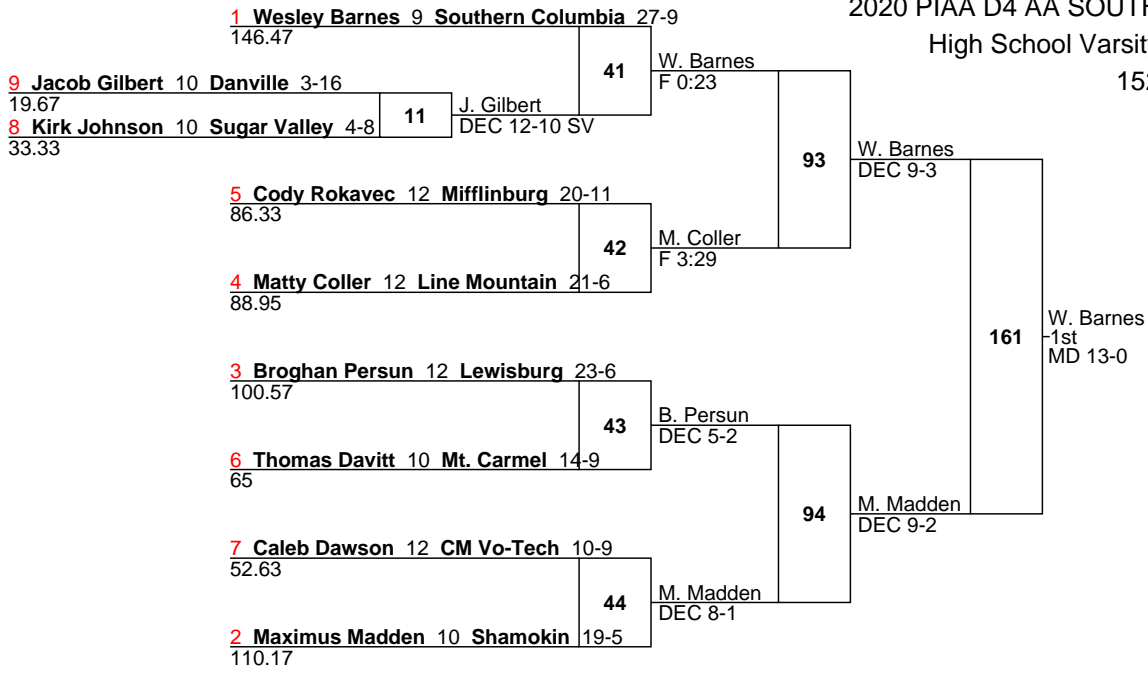 2020 PIAA D4 AA SOUTH
High School Varsit
152
1 Wesley Barnes 9 Southern Columbia 27-9
146.47
41
W. Barnes
F 0:23
9 Jacob Gilbert 10 Danville 3-16
19.67
11
J. Gilbert
DEC 12-10 SV
8 Kirk Johnson 10 Sugar Valley 4-8
33.33
93
W. Barnes
DEC 9-3
5 Cody Rokavec 12 Mifflinburg 20-11
86.33
42
M. Coller
F 3:29
4 Matty Coller 12 Line Mountain 21-6
88.95
161
W. Barnes
1st
MD 13-0
3 Broghan Persun 12 Lewisburg 23-6
100.57
43
B. Persun
DEC 5-2
6 Thomas Davitt 10 Mt. Carmel 14-9
65
94
M. Madden
DEC 9-2
7 Caleb Dawson 12 CM Vo-Tech 10-9
52.63
44
M. Madden
DEC 8-1
2 Maximus Madden 10 Shamokin 19-5
110.17